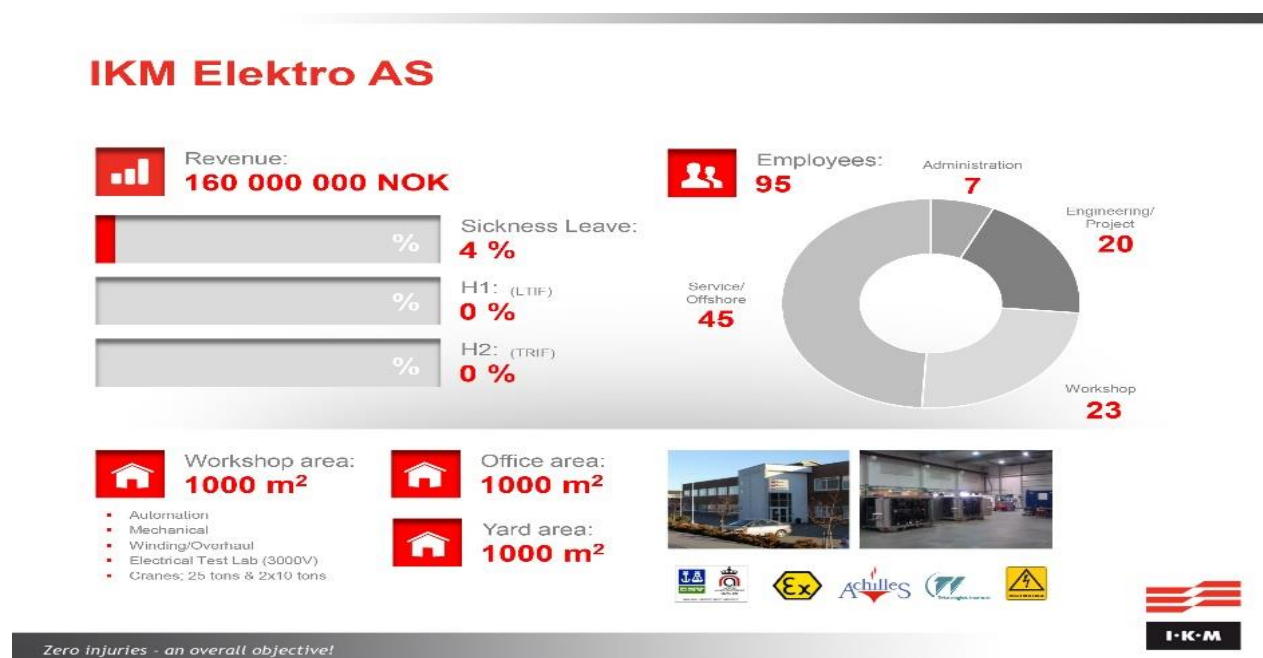 IKM Elektro AS
Revenue:
160 000 000 NOK
%
Sickness Leave:
4 %
%
H1: (LTIF)
0 %
%
H2: (TRIF)
0 %
Employees:
95
Administration
7
Engineering/
Project
20
Service/
Offshore
45
Workshop
23
Workshop area:
1000 m²
Automation
Mechanical
Winding/Overhaul
Electrical Test Lab (3000V)
Cranes; 25 tons & 2x10 tons
Office area:
1000 m²
Yard area:
1000 m²
DNV
Ex
Achilles
I·K·M
Zero injuries - an overall objective!